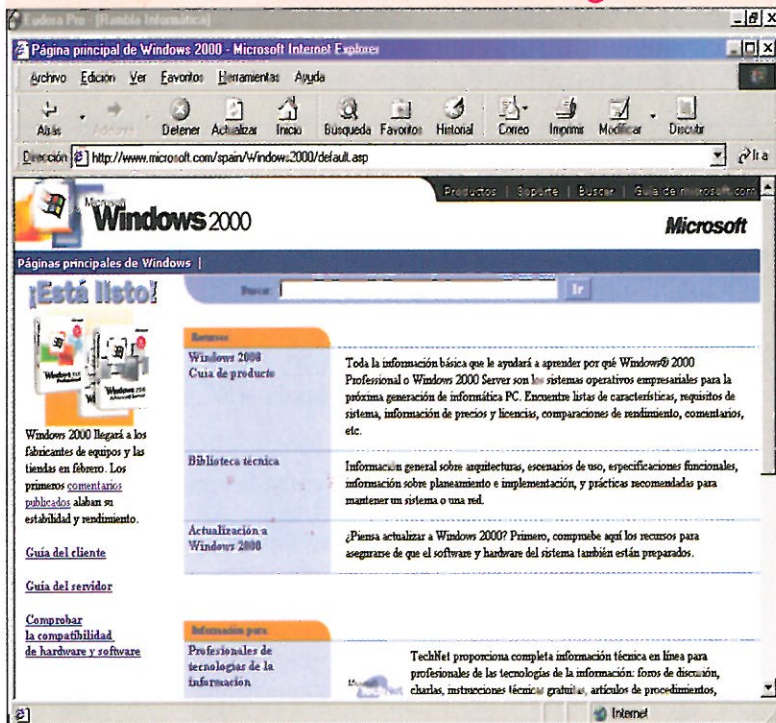 Eudora Pro - [Rambla Informática]
Página principal de Windows 2000 - Microsoft Internet Explorer
Archivo Edición Ver Favoritos Herramientas Ayuda
Atrás Adelante Detener Actualizar Inicio Búsqueda Favoritos Historial Correo Imprimir Modificar Discutir
Dirección http://www.microsoft.com/spain/Windows2000/default.asp Ir a
Productos | Soporte | Buscar | Guía de microsoft.com
Microsoft
Windows 2000
Microsoft
Páginas principales de Windows |
¡Está listo!
Buscar: Ir
Windows 2000 llegará a los
fabricantes de equipos y las
tiendas en febrero. Los
primeros comentarios
publicados alaban su
estabilidad y rendimiento.
Guía del cliente
Guía del servidor
Comprobar
la compatibilidad
de hardware y software
Recursos
Windows 2000
Guía de producto
Toda la información básica que le ayudará a aprender por qué Windows® 2000
Professional o Windows 2000 Server son los sistemas operativos empresariales para la
próxima generación de informática PC. Encuentre listas de características, requisitos de
sistema, información de precios y licencias, comparaciones de rendimiento, comentarios,
etc.
Biblioteca técnica
Información general sobre arquitecturas, escenarios de uso, especificaciones funcionales,
información sobre planeamiento e implementación, y prácticas recomendadas para
mantener un sistema o una red.
Actualización a
Windows 2000
¿Piensa actualizar a Windows 2000? Primero, compruebe aquí los recursos para
asegurarse de que el software y hardware del sistema también están preparados.
Información para
Profesionales de
tecnologías de la
información
Microsoft
TechNet
TechNet proporciona completa información técnica en línea para
profesionales de las tecnologías de la información: foros de discusión,
charlas, instrucciones técnicas gratuitas, artículos de procedimientos,
Internet